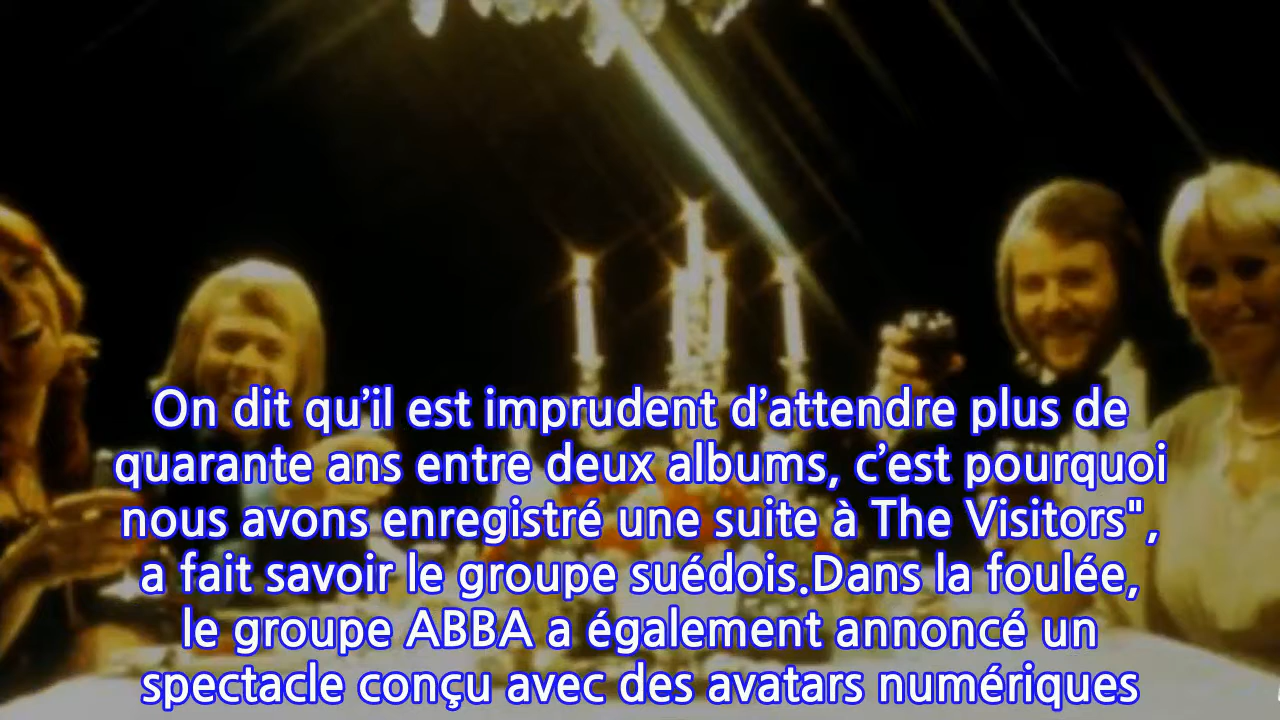 On dit qu’il est imprudent d’attendre plus de
quarante ans entre deux albums, c’est pourquoi
nous avons enregistré une suite à The Visitors",
a fait savoir le groupe suédois.Dans la foulée,
le groupe ABBA a également annoncé un
spectacle conçu avec des avatars numériques